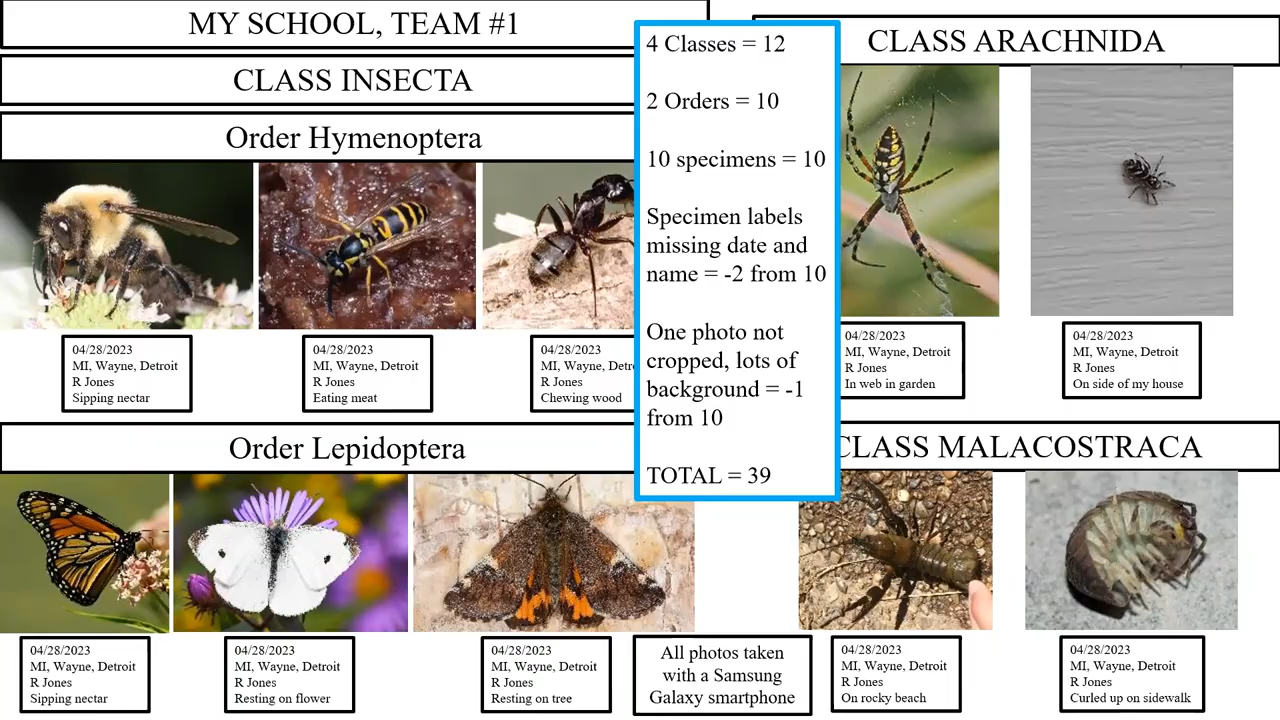 MY SCHOOL, TEAM #1
CLASS INSECTA
Order Hymenoptera
04/28/2023
MI, Wayne, Detroit
R Jones
Sipping nectar
04/28/2023
MI, Wayne, Detroit
R Jones
Eating meat
04/28/2023
MI, Wayne,
R Jones
Chewing wood
Order Lepidoptera
04/28/2023
MI, Wayne, Detroit
R Jones
Sipping nectar
04/28/2023
MI, Wayne, Detroit
R Jones
Resting on flower
04/28/2023
MI, Wayne, Detroit
R Jones
Resting on tree
All photos taken
with a Samsung
Galaxy smartphone
4 Classes = 12
2 Orders = 10
10 specimens = 10
Specimen labels
missing date and
name = -2 from 10
One photo not
cropped, lots of
background = -1
from 10
TOTAL = 39
CLASS ARACHNIDA
04/28/2023
MI, Wayne, Detroit
R Jones
In web in garden
04/28/2023
MI, Wayne, Detroit
R Jones
On side of my house
CLASS MALACOSTRACA
04/28/2023
MI, Wayne, Detroit
R Jones
On rocky beach
04/28/2023
MI, Wayne, Detroit
R Jones
Curled up on sidewalk